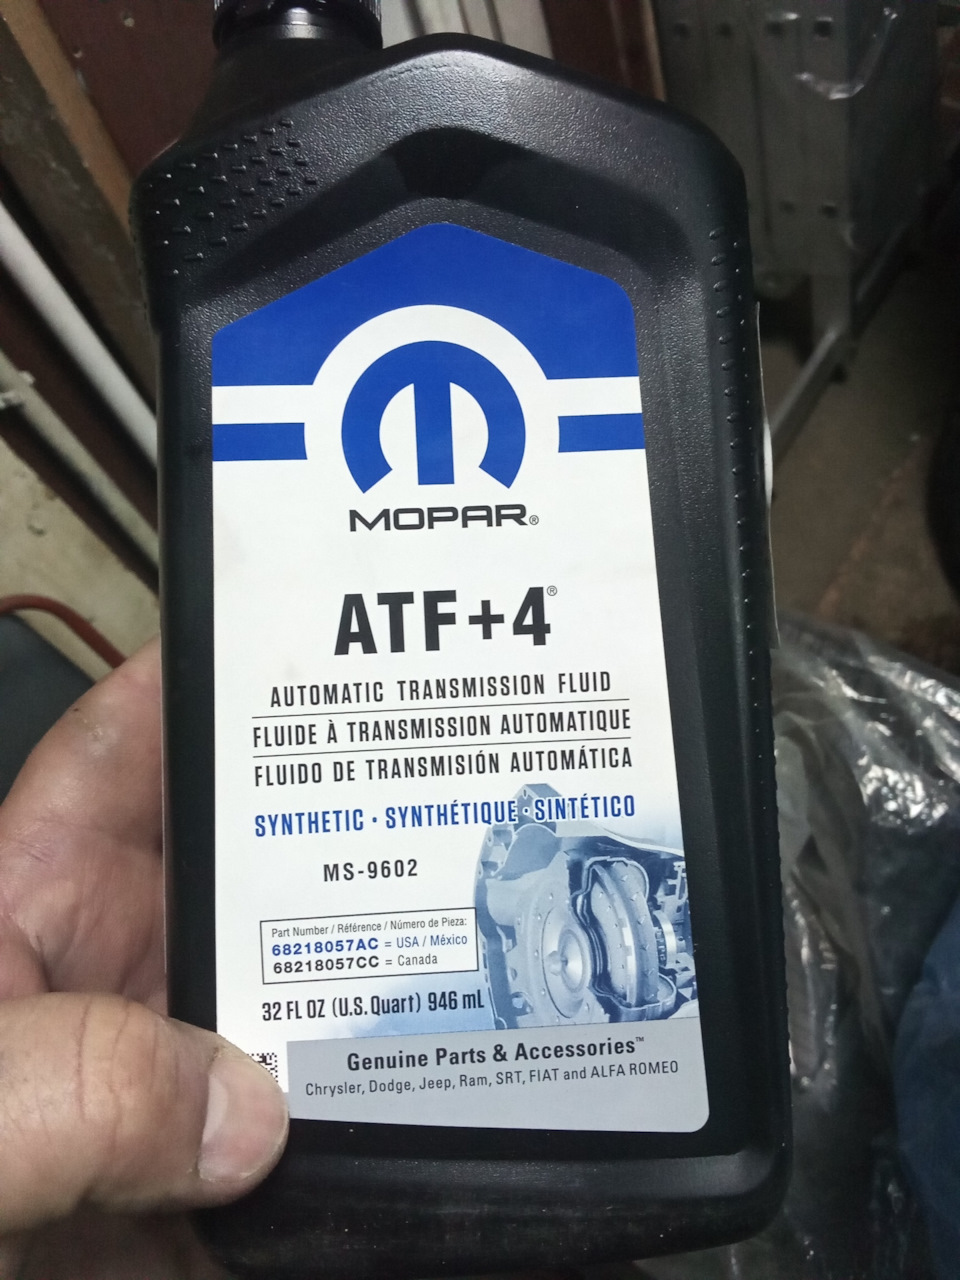 MOPAR®
ATF+4®
AUTOMATIC TRANSMISSION FLUID
FLUIDE À TRANSMISSION AUTOMATIQUE
FLUIDO DE TRANSMISIÓN AUTOMÁTICA
SYNTHETIC • SYNTHÉTIQUE • SINTÉTICO
MS-9602
Part Number / Référence / Número de Pieza:
68218057AC = USA / México
68218057CC = Canada
32 FL OZ (U.S. Quart) 946 mL
Genuine Parts & Accessories™
Chrysler, Dodge, Jeep, Ram, SRT, FIAT and ALFA ROMEO